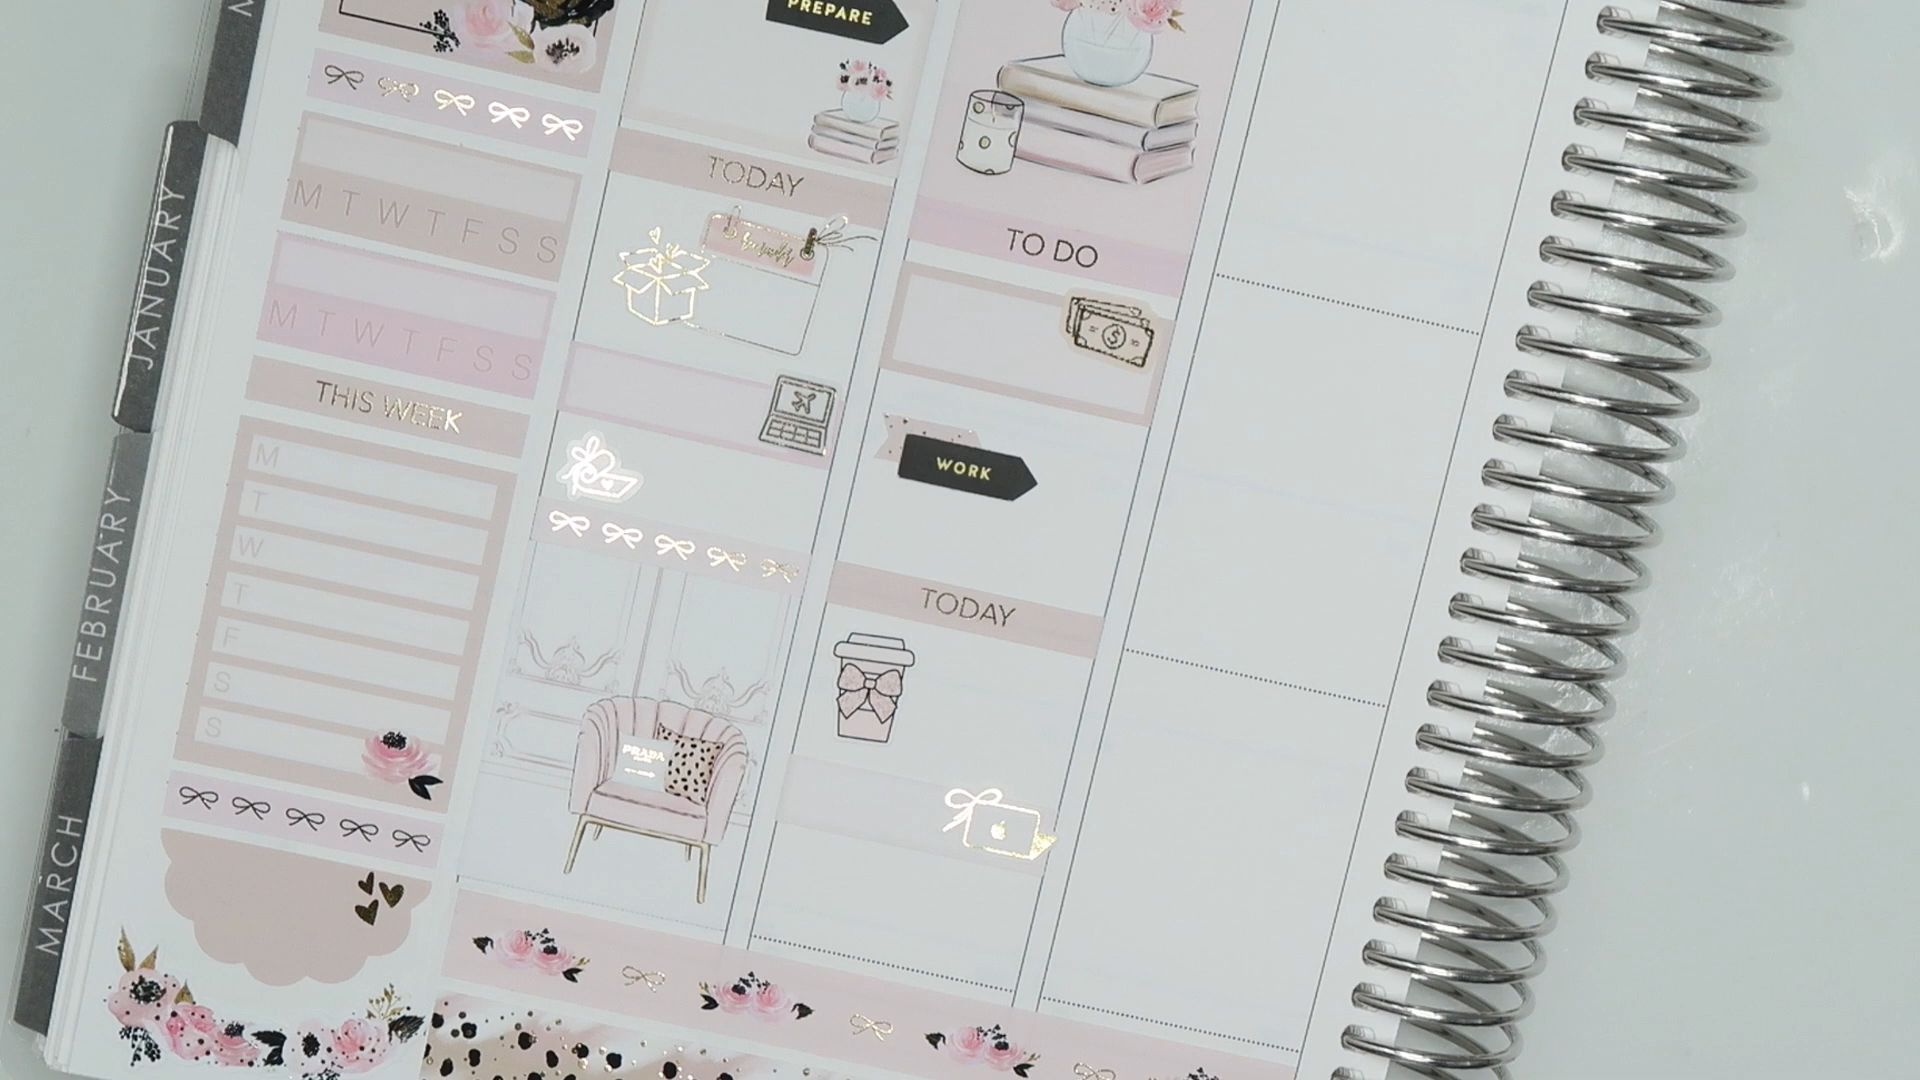 JANUARY
FEBRUARY
MARCH
M T W T F S S
M T W T F S S
THIS WEEK
M
T
W
T
F
S
S
PREPARE
TODAY
PRADA
TO DO
WORK
TODAY